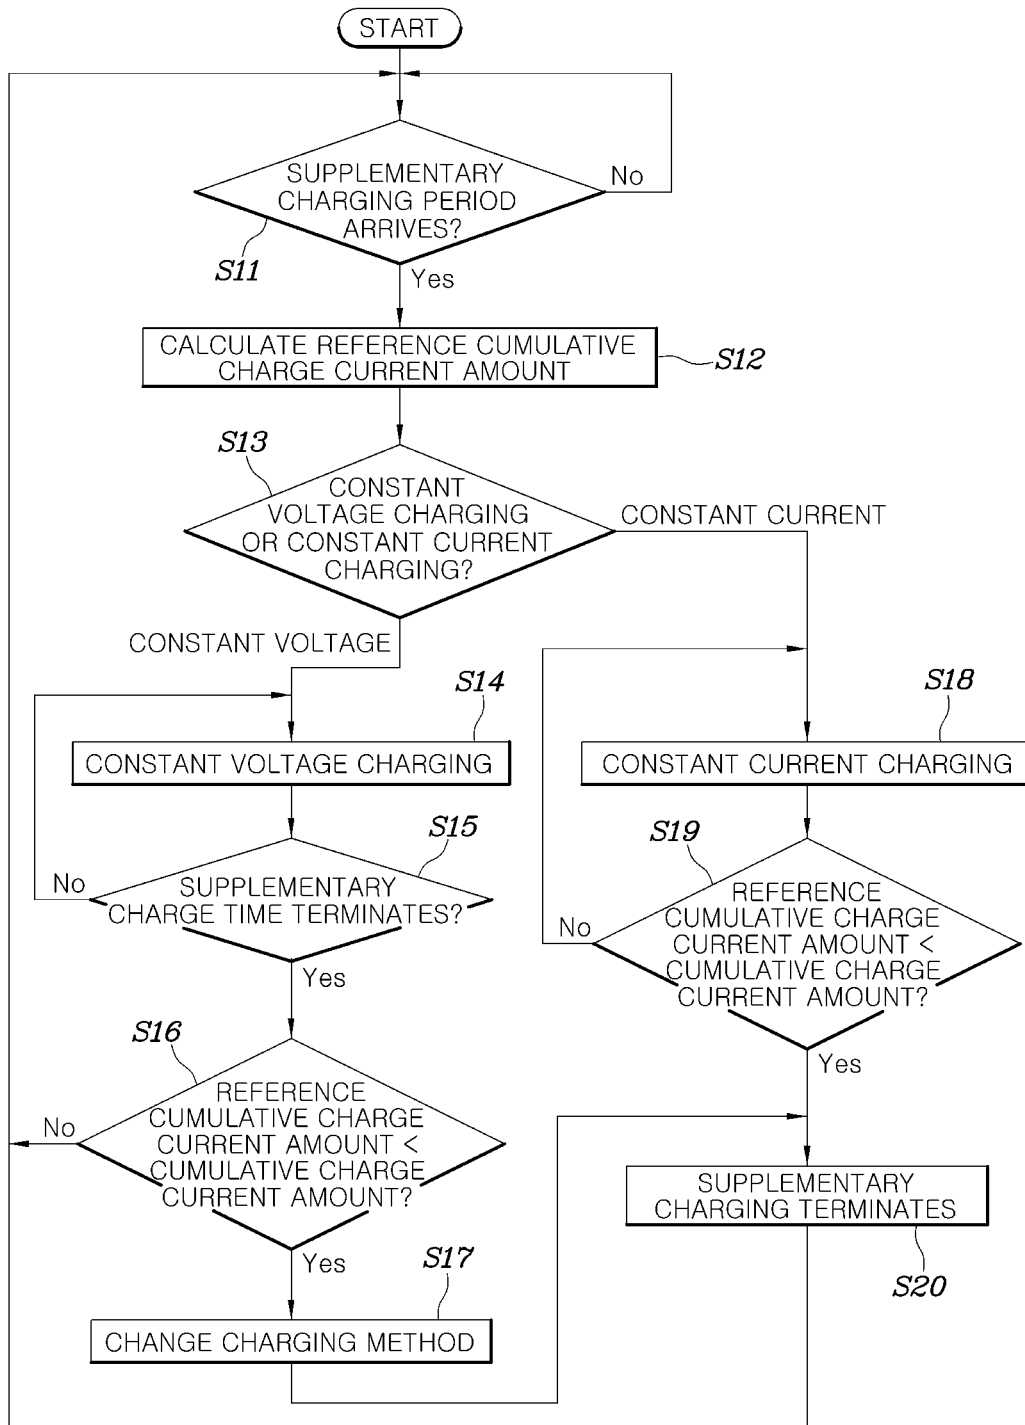 START
SUPPLEMENTARY
CHARGING PERIOD
ARRIVES?
No
S11
Yes
CALCULATE REFERENCE CUMULATIVE
CHARGE CURRENT AMOUNT
S12
S13
CONSTANT
VOLTAGE CHARGING
OR CONSTANT CURRENT
CHARGING?
CONSTANT CURRENT
CONSTANT VOLTAGE
S14
CONSTANT VOLTAGE CHARGING
S15
No
SUPPLEMENTARY
CHARGE TIME TERMINATES?
Yes
S16
REFERENCE
CUMULATIVE CHARGE
CURRENT AMOUNT <
CUMULATIVE CHARGE
CURRENT AMOUNT?
No
Yes
S17
CHANGE CHARGING METHOD
S18
CONSTANT CURRENT CHARGING
S19
REFERENCE
CUMULATIVE CHARGE
CURRENT AMOUNT <
CUMULATIVE CHARGE
CURRENT AMOUNT?
No
Yes
SUPPLEMENTARY
CHARGING TERMINATES
S20